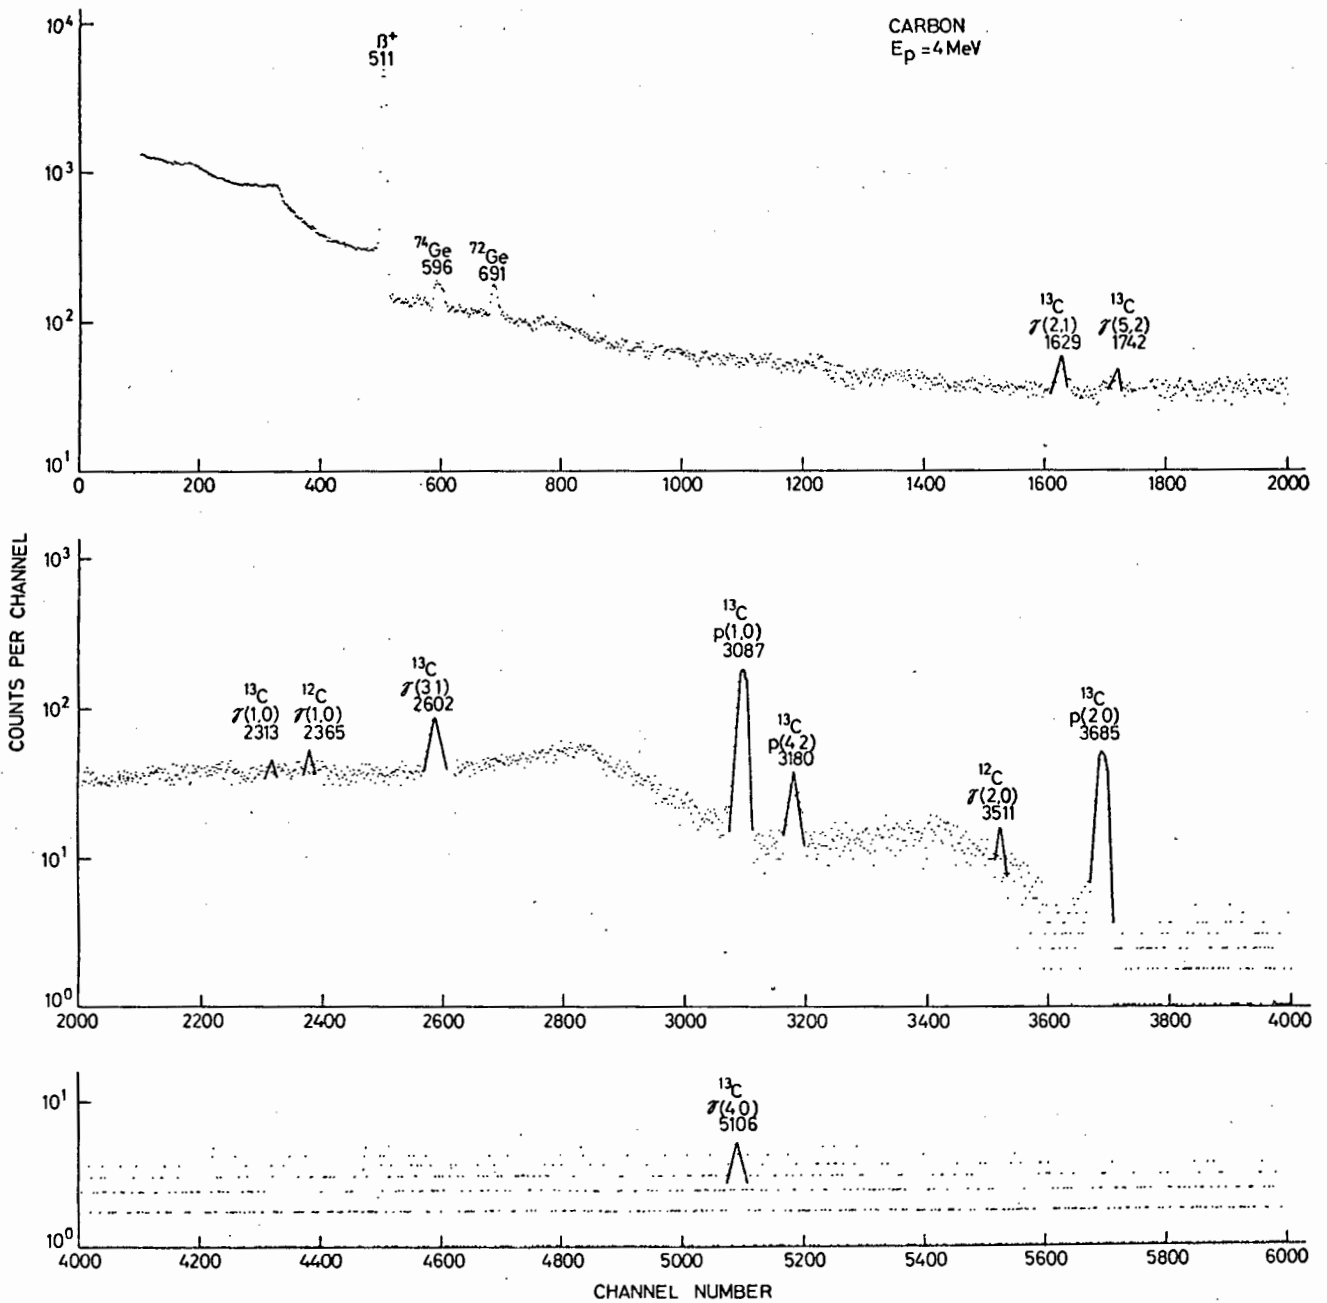 CARBON
Ep = 4 MeV
β+
511
74Ge
596
72Ge
691
13C
γ(2,1)
1629
13C
γ(5,2)
1742
10⁴
10³
10²
10¹
0 200 400 600 800 1000 1200 1400 1600 1800 2000
COUNTS PER CHANNEL
13C
γ(1,0)
2313
12C
γ(1,0)
2365
13C
γ(3 1)
2602
13C
p(1,0)
3087
13C
p(4 2)
3180
12C
γ(2,0)
3511
13C
p(2 0)
3685
10³
10²
10¹
10⁰
2000 2200 2400 2600 2800 3000 3200 3400 3600 3800 4000
13C
γ(4 0)
5106
10¹
10⁰
4000 4200 4400 4600 4800 5000 5200 5400 5600 5800 6000
CHANNEL NUMBER